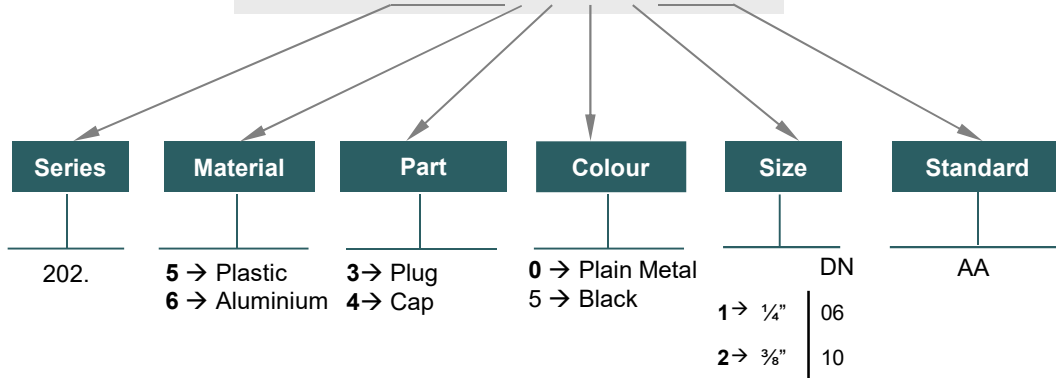 Series Material Part Colour Size Standard
202. 5 → Plastic 3→ Plug 0 → Plain Metal DN AA
6 → Aluminium 4→ Cap 5 → Black
1→ ¼” 06
2→ ⅜” 10